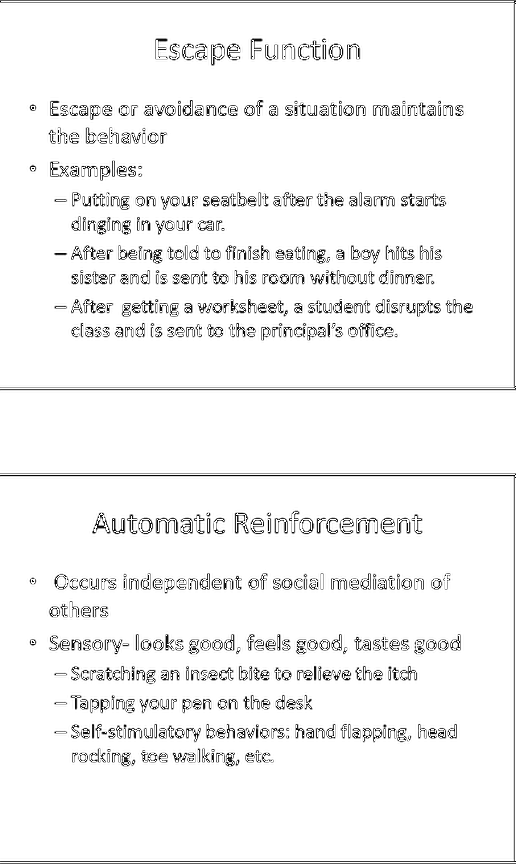 Escape Function
• Escape or avoidance of a situation maintains
the behavior
• Examples:
– Putting on your seatbelt after the alarm starts
dinging in your car.
– After being told to finish eating, a boy hits his
sister and is sent to his room without dinner.
– After  getting a worksheet, a student disrupts the
class and is sent to the principal's office.
Automatic Reinforcement
•  Occurs independent of social mediation of
others
• Sensory- looks good, feels good, tastes good
– Scratching an insect bite to relieve the itch
– Tapping your pen on the desk
– Self-stimulatory behaviors: hand flapping, head
rocking, toe walking, etc.